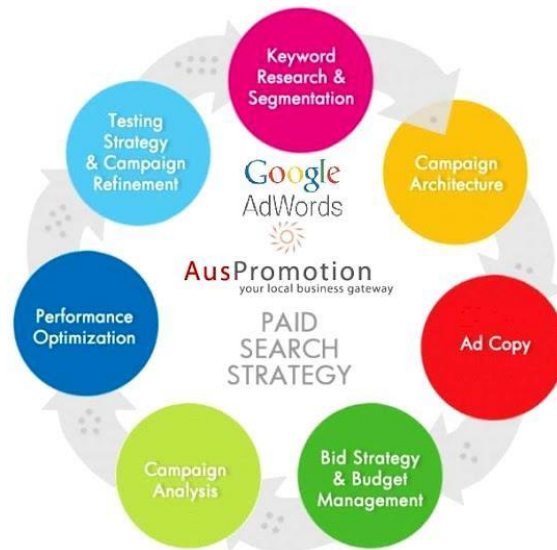 Keyword
Research &
Segmentation
Campaign
Architecture
Ad Copy
Bid Strategy
& Budget
Management
Campaign
Analysis
Performance
Optimization
Testing
Strategy
& Campaign
Refinement
Google
AdWords
AusPromotion
your local business gateway
PAID
SEARCH
STRATEGY